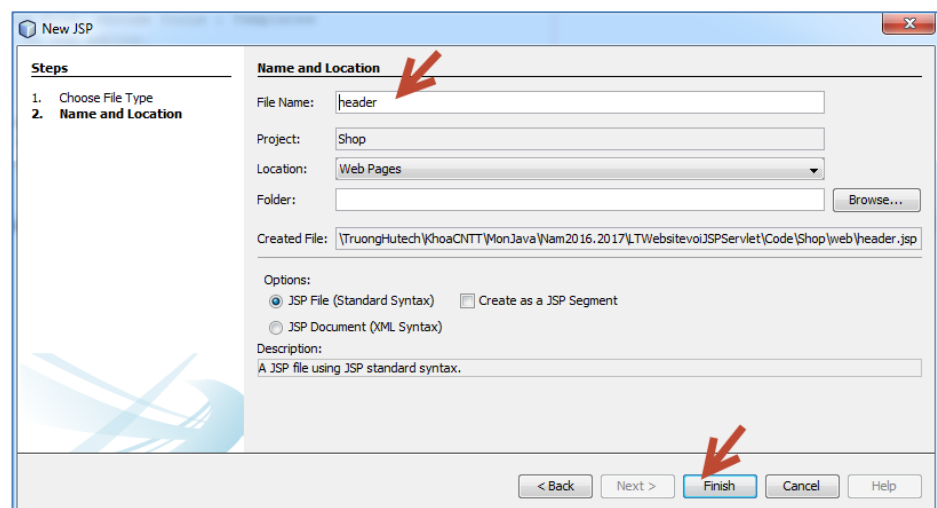 New JSP
Steps
1. Choose File Type
2. Name and Location
Name and Location
File Name: header
Project: Shop
Location: Web Pages
Folder: Browse...
Created File: \TruongHutech\KhoaCNTT\MonJava\Nam2016.2017\LTWebsitevoiJSPServlet\Code\Shop\web\header.jsp
Options:
JSP File (Standard Syntax) Create as a JSP Segment
JSP Document (XML Syntax)
Description:
A JSP file using JSP standard syntax.
< Back Next > Finish Cancel Help